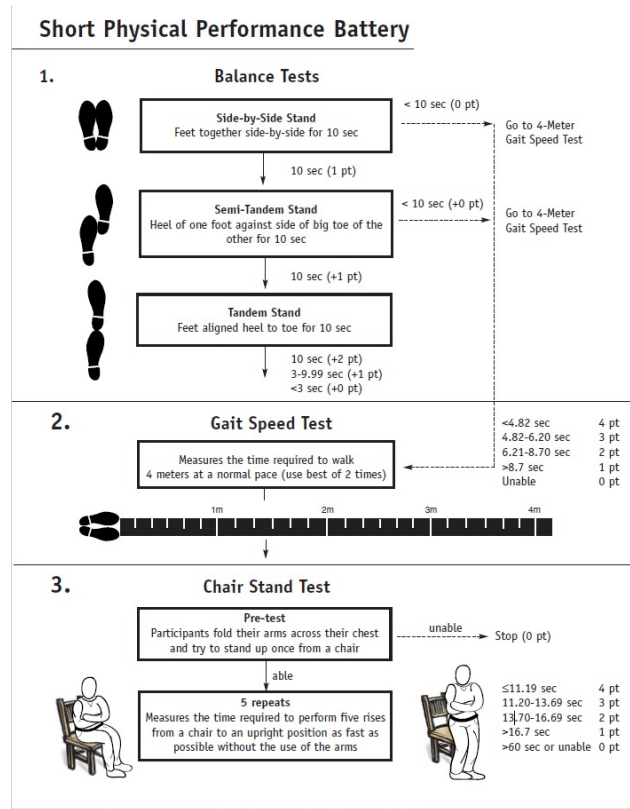 Short Physical Performance Battery
1.
Balance Tests
Side-by-Side Stand
Feet together side-by-side for 10 sec
< 10 sec (0 pt)
Go to 4-Meter
Gait Speed Test
10 sec (1 pt)
Semi-Tandem Stand
Heel of one foot against side of big toe of the
other for 10 sec
< 10 sec (+0 pt)
Go to 4-Meter
Gait Speed Test
10 sec (+1 pt)
Tandem Stand
Feet aligned heel to toe for 10 sec
10 sec (+2 pt)
3-9.99 sec (+1 pt)
<3 sec (+0 pt)
2.
Gait Speed Test
Measures the time required to walk
4 meters at a normal pace (use best of 2 times)
<4.82 sec 4 pt
4.82-6.20 sec 3 pt
6.21-8.70 sec 2 pt
>8.7 sec 1 pt
Unable 0 pt
1m 2m 3m 4m
3.
Chair Stand Test
Pre-test
Participants fold their arms across their chest
and try to stand up once from a chair
unable
Stop (0 pt)
able
5 repeats
Measures the time required to perform five rises
from a chair to an upright position as fast as
possible without the use of the arms
≤11.19 sec 4 pt
11.20-13.69 sec 3 pt
13.70-16.69 sec 2 pt
>16.7 sec 1 pt
>60 sec or unable 0 pt